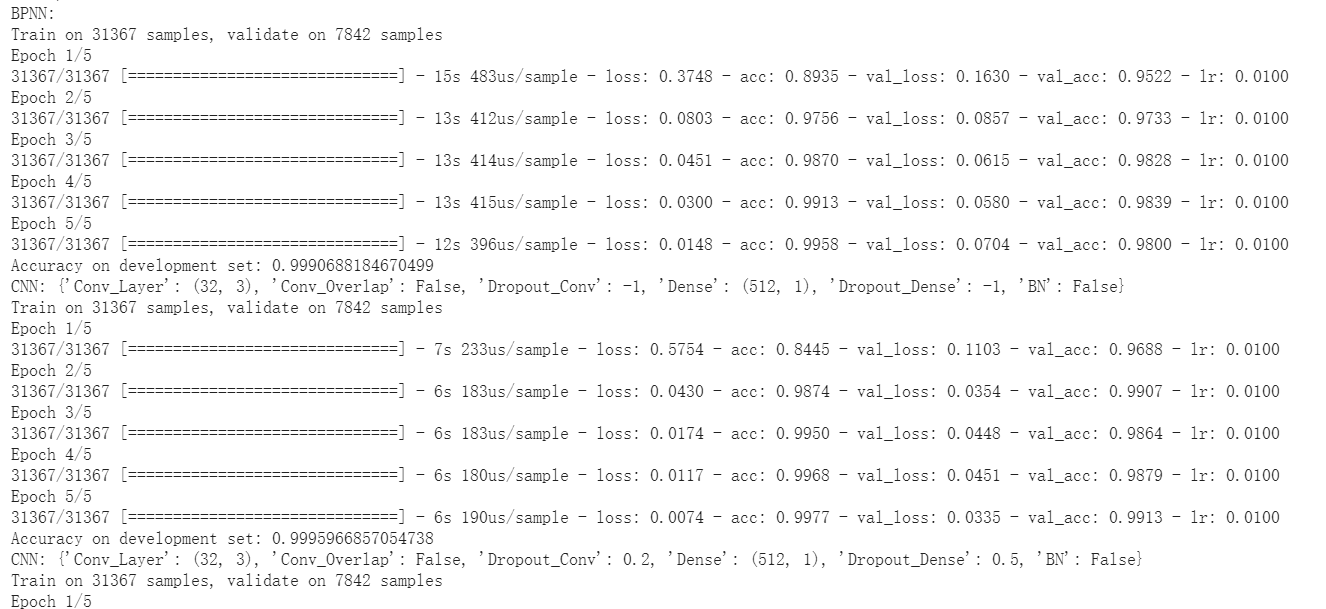 BPNN:
Train on 31367 samples, validate on 7842 samples
Epoch 1/5
31367/31367 [==============================] - 15s 483us/sample - loss: 0.3748 - acc: 0.8935 - val_loss: 0.1630 - val_acc: 0.9522 - lr: 0.0100
Epoch 2/5
31367/31367 [==============================] - 13s 412us/sample - loss: 0.0803 - acc: 0.9756 - val_loss: 0.0857 - val_acc: 0.9733 - lr: 0.0100
Epoch 3/5
31367/31367 [==============================] - 13s 414us/sample - loss: 0.0451 - acc: 0.9870 - val_loss: 0.0615 - val_acc: 0.9828 - lr: 0.0100
Epoch 4/5
31367/31367 [==============================] - 13s 415us/sample - loss: 0.0300 - acc: 0.9913 - val_loss: 0.0580 - val_acc: 0.9839 - lr: 0.0100
Epoch 5/5
31367/31367 [==============================] - 12s 396us/sample - loss: 0.0148 - acc: 0.9958 - val_loss: 0.0704 - val_acc: 0.9800 - lr: 0.0100
Accuracy on development set: 0.9990688184670499
CNN: {'Conv_Layer': (32, 3), 'Conv_Overlap': False, 'Dropout_Conv': -1, 'Dense': (512, 1), 'Dropout_Dense': -1, 'BN': False}
Train on 31367 samples, validate on 7842 samples
Epoch 1/5
31367/31367 [==============================] - 7s 233us/sample - loss: 0.5754 - acc: 0.8445 - val_loss: 0.1103 - val_acc: 0.9688 - lr: 0.0100
Epoch 2/5
31367/31367 [==============================] - 6s 183us/sample - loss: 0.0430 - acc: 0.9874 - val_loss: 0.0354 - val_acc: 0.9907 - lr: 0.0100
Epoch 3/5
31367/31367 [==============================] - 6s 183us/sample - loss: 0.0174 - acc: 0.9950 - val_loss: 0.0448 - val_acc: 0.9864 - lr: 0.0100
Epoch 4/5
31367/31367 [==============================] - 6s 180us/sample - loss: 0.0117 - acc: 0.9968 - val_loss: 0.0451 - val_acc: 0.9879 - lr: 0.0100
Epoch 5/5
31367/31367 [==============================] - 6s 190us/sample - loss: 0.0074 - acc: 0.9977 - val_loss: 0.0335 - val_acc: 0.9913 - lr: 0.0100
Accuracy on development set: 0.9995966857054738
CNN: {'Conv_Layer': (32, 3), 'Conv_Overlap': False, 'Dropout_Conv': 0.2, 'Dense': (512, 1), 'Dropout_Dense': 0.5, 'BN': False}
Train on 31367 samples, validate on 7842 samples
Epoch 1/5